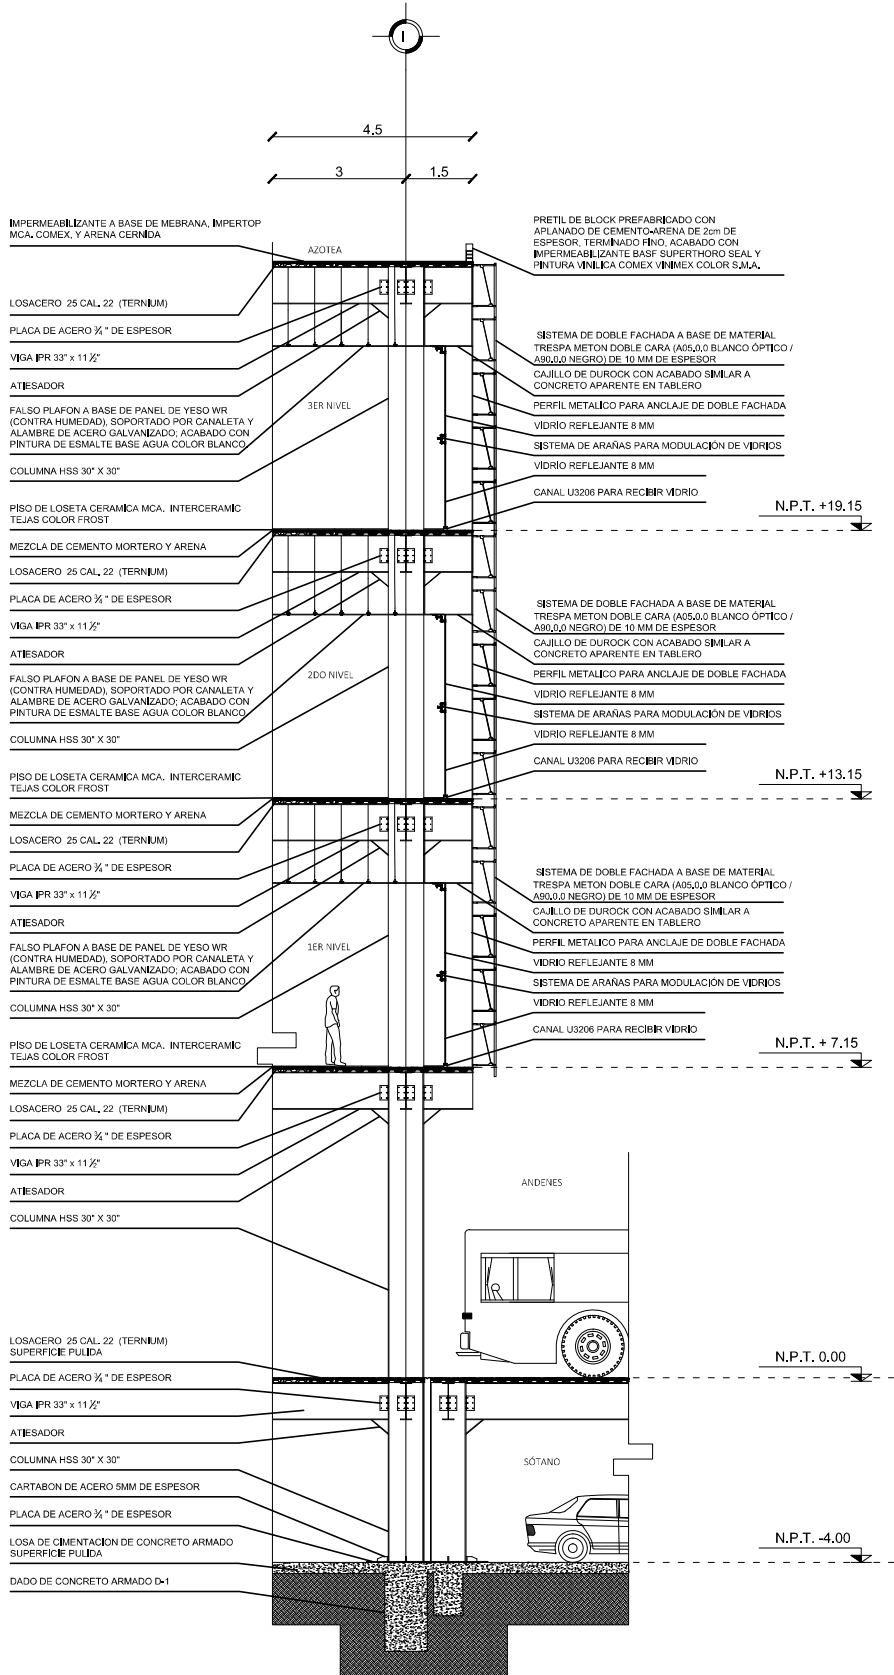 I
4.5
3
1.5
IMPERMEABILIZANTE A BASE DE MEBRANA, IMPERTOP
MCA. COMEX, Y ARENA CERNIDA
AZOTEA
PRETIL DE BLOCK PREFABRICADO CON
APLANADO DE CEMENTO-ARENA DE 2cm DE
ESPESOR, TERMINADO FINO, ACABADO CON
IMPERMEABILIZANTE BASF SUPERTHORO SEAL Y
PINTURA VINILICA COMEX VINIMEX COLOR S.M.A.
LOSACERO 25 CAL. 22 (TERNIUM)
PLACA DE ACERO ¾" DE ESPESOR
VIGA IPR 33" x 11 ½"
ATIESADOR
FALSO PLAFON A BASE DE PANEL DE YESO WR
(CONTRA HUMEDAD), SOPORTADO POR CANALETA Y
ALAMBRE DE ACERO GALVANIZADO; ACABADO CON
PINTURA DE ESMALTE BASE AGUA COLOR BLANCO
COLUMNA HSS 30" X 30"
3ER NIVEL
SISTEMA DE DOBLE FACHADA A BASE DE MATERIAL
TRESPA METON DOBLE CARA (A05.0.0 BLANCO ÓPTICO /
A90.0.0 NEGRO) DE 10 MM DE ESPESOR
CAJILLO DE DUROCK CON ACABADO SIMILAR A
CONCRETO APARENTE EN TABLERO
PERFIL METALICO PARA ANCLAJE DE DOBLE FACHADA
VIDRIO REFLEJANTE 8 MM
SISTEMA DE ARAÑAS PARA MODULACIÓN DE VIDRIOS
VIDRIO REFLEJANTE 8 MM
CANAL U3206 PARA RECIBIR VIDRIO
N.P.T. +19.15
PISO DE LOSETA CERAMICA MCA. INTERCERAMIC
TEJAS COLOR FROST
MEZCLA DE CEMENTO MORTERO Y ARENA
LOSACERO 25 CAL. 22 (TERNIUM)
PLACA DE ACERO ¾" DE ESPESOR
VIGA IPR 33" x 11 ½"
ATIESADOR
FALSO PLAFON A BASE DE PANEL DE YESO WR
(CONTRA HUMEDAD), SOPORTADO POR CANALETA Y
ALAMBRE DE ACERO GALVANIZADO; ACABADO CON
PINTURA DE ESMALTE BASE AGUA COLOR BLANCO
COLUMNA HSS 30" X 30"
2DO NIVEL
SISTEMA DE DOBLE FACHADA A BASE DE MATERIAL
TRESPA METON DOBLE CARA (A05.0.0 BLANCO ÓPTICO /
A90.0.0 NEGRO) DE 10 MM DE ESPESOR
CAJILLO DE DUROCK CON ACABADO SIMILAR A
CONCRETO APARENTE EN TABLERO
PERFIL METALICO PARA ANCLAJE DE DOBLE FACHADA
VIDRIO REFLEJANTE 8 MM
SISTEMA DE ARAÑAS PARA MODULACIÓN DE VIDRIOS
VIDRIO REFLEJANTE 8 MM
CANAL U3206 PARA RECIBIR VIDRIO
N.P.T. +13.15
PISO DE LOSETA CERAMICA MCA. INTERCERAMIC
TEJAS COLOR FROST
MEZCLA DE CEMENTO MORTERO Y ARENA
LOSACERO 25 CAL. 22 (TERNIUM)
PLACA DE ACERO ¾" DE ESPESOR
VIGA IPR 33" x 11 ½"
ATIESADOR
FALSO PLAFON A BASE DE PANEL DE YESO WR
(CONTRA HUMEDAD), SOPORTADO POR CANALETA Y
ALAMBRE DE ACERO GALVANIZADO; ACABADO CON
PINTURA DE ESMALTE BASE AGUA COLOR BLANCO
COLUMNA HSS 30" X 30"
1ER NIVEL
SISTEMA DE DOBLE FACHADA A BASE DE MATERIAL
TRESPA METON DOBLE CARA (A05.0.0 BLANCO ÓPTICO /
A90.0.0 NEGRO) DE 10 MM DE ESPESOR
CAJILLO DE DUROCK CON ACABADO SIMILAR A
CONCRETO APARENTE EN TABLERO
PERFIL METALICO PARA ANCLAJE DE DOBLE FACHADA
VIDRIO REFLEJANTE 8 MM
SISTEMA DE ARAÑAS PARA MODULACIÓN DE VIDRIOS
VIDRIO REFLEJANTE 8 MM
CANAL U3206 PARA RECIBIR VIDRIO
N.P.T. + 7.15
PISO DE LOSETA CERAMICA MCA. INTERCERAMIC
TEJAS COLOR FROST
MEZCLA DE CEMENTO MORTERO Y ARENA
LOSACERO 25 CAL. 22 (TERNIUM)
PLACA DE ACERO ¾" DE ESPESOR
VIGA IPR 33" x 11 ½"
ATIESADOR
COLUMNA HSS 30" X 30"
ANDENES
LOSACERO 25 CAL. 22 (TERNIUM)
SUPERFICIE PULIDA
N.P.T. 0.00
PLACA DE ACERO ¾" DE ESPESOR
VIGA IPR 33" x 11 ½"
ATIESADOR
COLUMNA HSS 30" X 30"
SÓTANO
CARTABON DE ACERO 5MM DE ESPESOR
PLACA DE ACERO ¾" DE ESPESOR
LOSA DE CIMENTACION DE CONCRETO ARMADO
SUPERFICIE PULIDA
N.P.T. -4.00
DADO DE CONCRETO ARMADO D-1